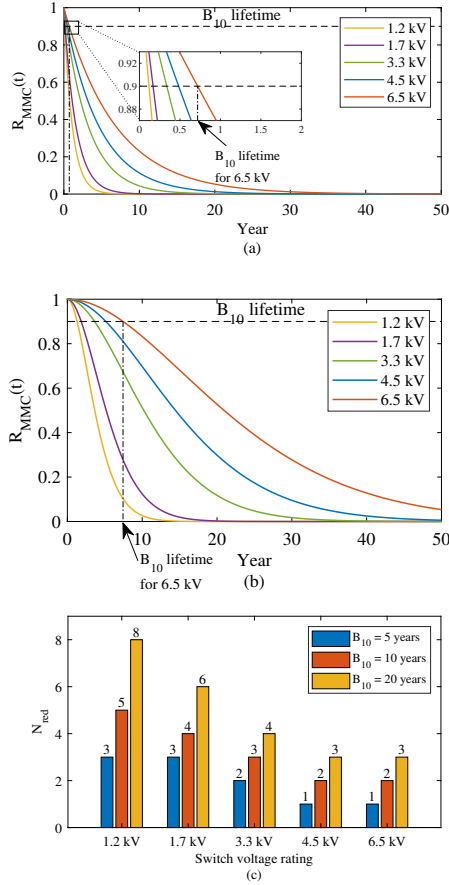 B10 lifetime
1
0.8
0.6
0.4
0.2
0
R_MMC(t)
1.2 kV
1.7 kV
3.3 kV
4.5 kV
6.5 kV
0.92
0.9
0.88
0 0.5 1 1.5 2
B10 lifetime
for 6.5 kV
0 10 20 30 40 50
Year
(a)
B10 lifetime
1
0.8
0.6
0.4
0.2
0
R_MMC(t)
1.2 kV
1.7 kV
3.3 kV
4.5 kV
6.5 kV
0 10 20 30 40 50
B10 lifetime
for 6.5 kV
Year
(b)
8
6
4
2
0
N_red
B10 = 5 years
B10 = 10 years
B10 = 20 years
3 5 8
3 4 6
2 3 4
1 2 3
1 2 3
1.2 kV 1.7 kV 3.3 kV 4.5 kV 6.5 kV
Switch voltage rating
(c)